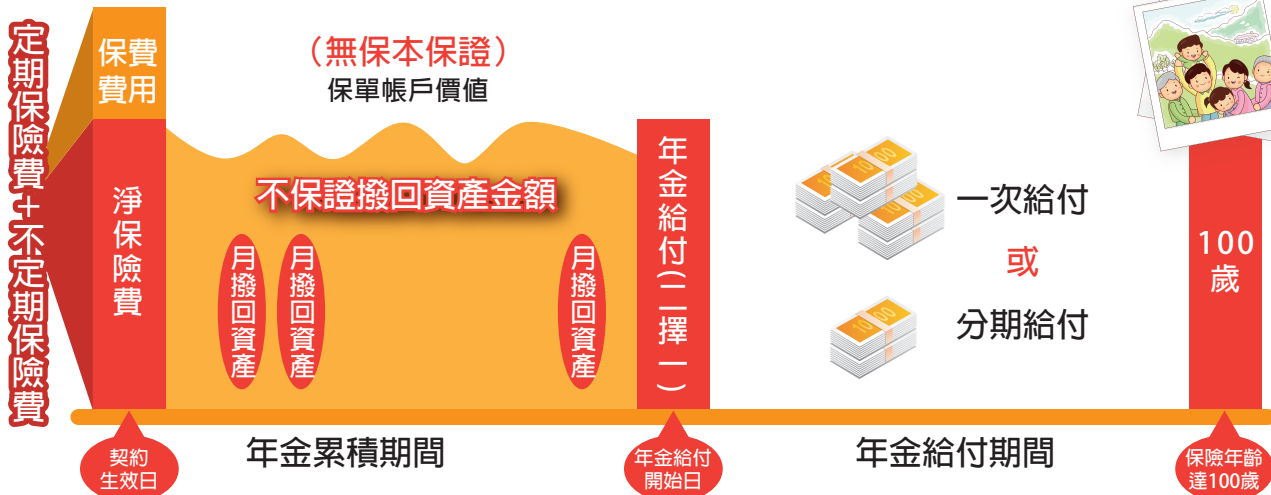 定期保險費＋不定期保險費
保費
費用
淨保險費
（無保本保證）
保單帳戶價值
不保證撥回資產金額
月撥回資產
月撥回資產
月撥回資產
年金給付(二擇一)
一次給付
或
分期給付
100
歲
契約
生效日
年金累積期間
年金給付
開始日
年金給付期間
保險年齡
達100歲